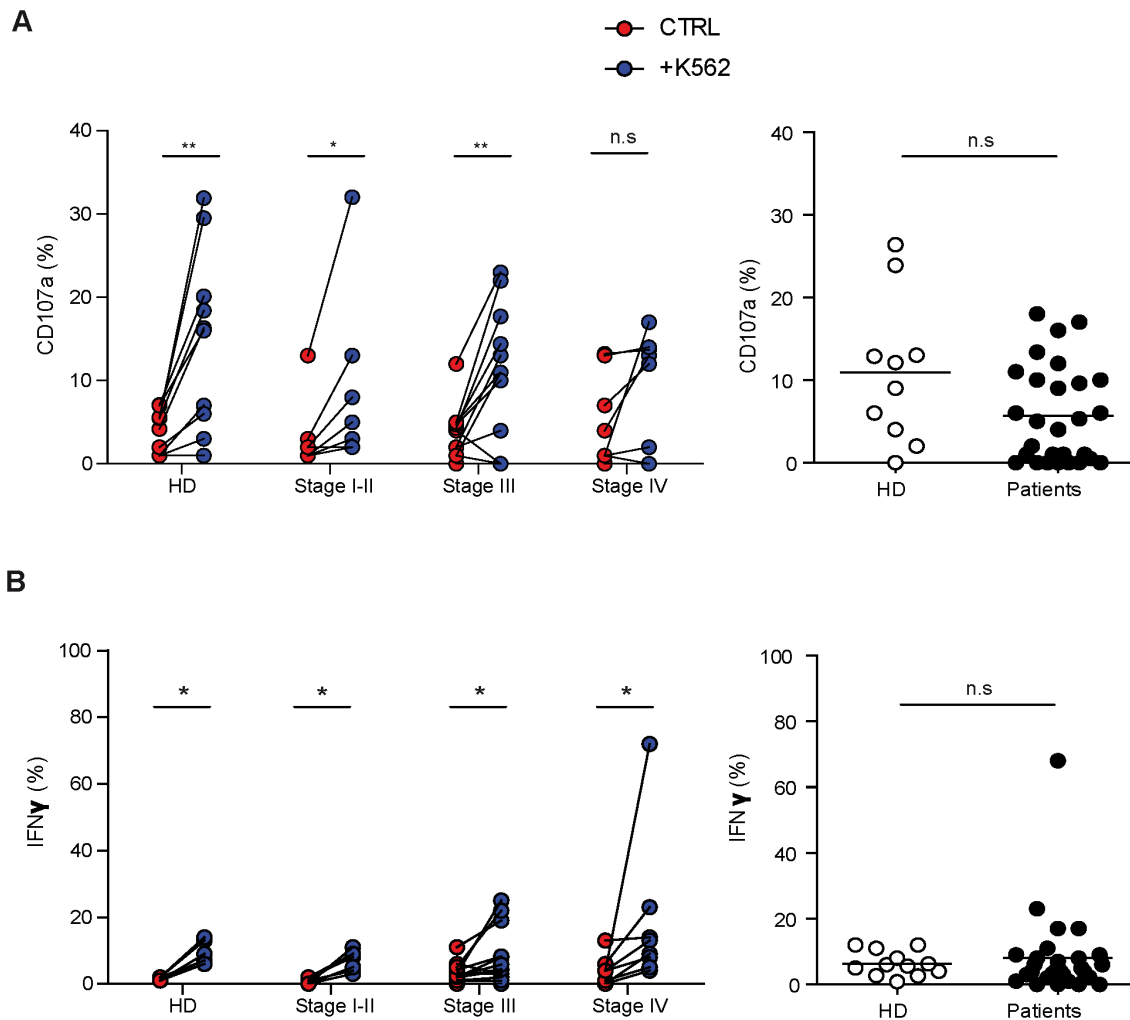 A
CTRL
+K562
CD107a (%)
40
30
20
10
0
**
*
**
n.s
HD
Stage I-II
Stage III
Stage IV
CD107a (%)
40
30
20
10
0
n.s
HD
Patients
B
IFNγ (%)
100
80
60
40
20
0
*
*
*
*
HD
Stage I-II
Stage III
Stage IV
IFNγ (%)
100
80
60
40
20
0
n.s
HD
Patients